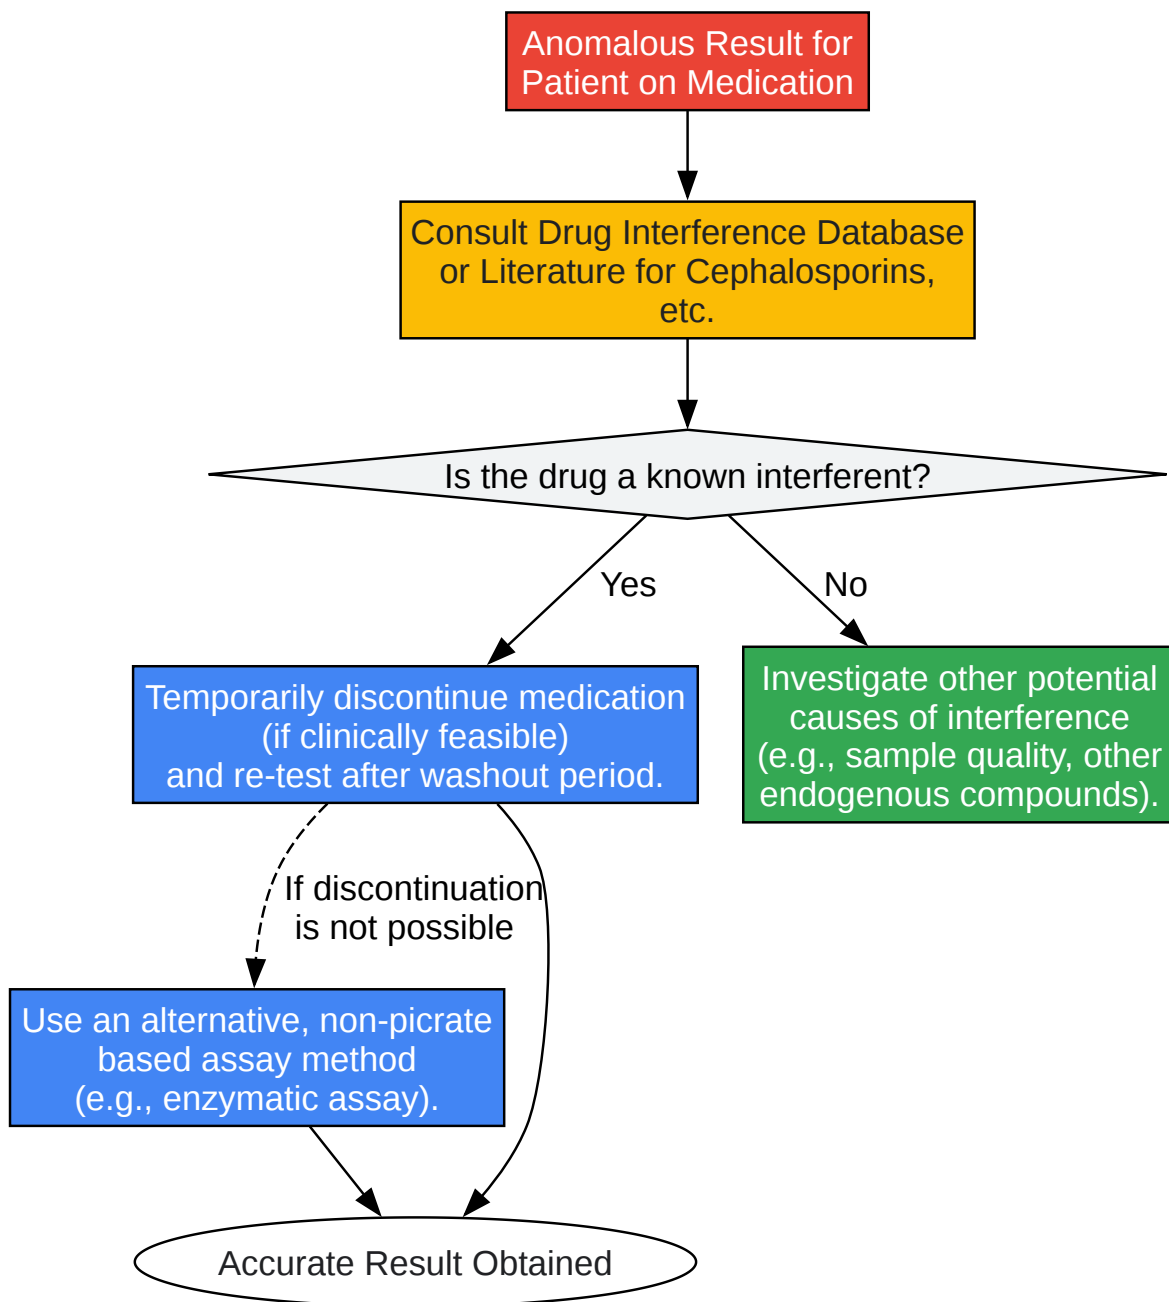 Anomalous Result for
Patient on Medication
Consult Drug Interference Database
or Literature for Cephalosporins,
etc.
Is the drug a known interferent?
Yes
No
Temporarily discontinue medication
(if clinically feasible)
and re-test after washout period.
Investigate other potential
causes of interference
(e.g., sample quality, other
endogenous compounds).
If discontinuation
is not possible
Use an alternative, non-picrate
based assay method
(e.g., enzymatic assay).
Accurate Result Obtained